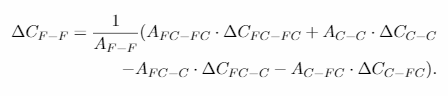 ΔC_{F−F} = \frac{1}{A_{F−F}}(A_{FC−FC} · ΔC_{FC−FC} + A_{C−C} · ΔC_{C−C}
−A_{FC−C} · ΔC_{FC−C} − A_{C−FC} · ΔC_{C−FC}).